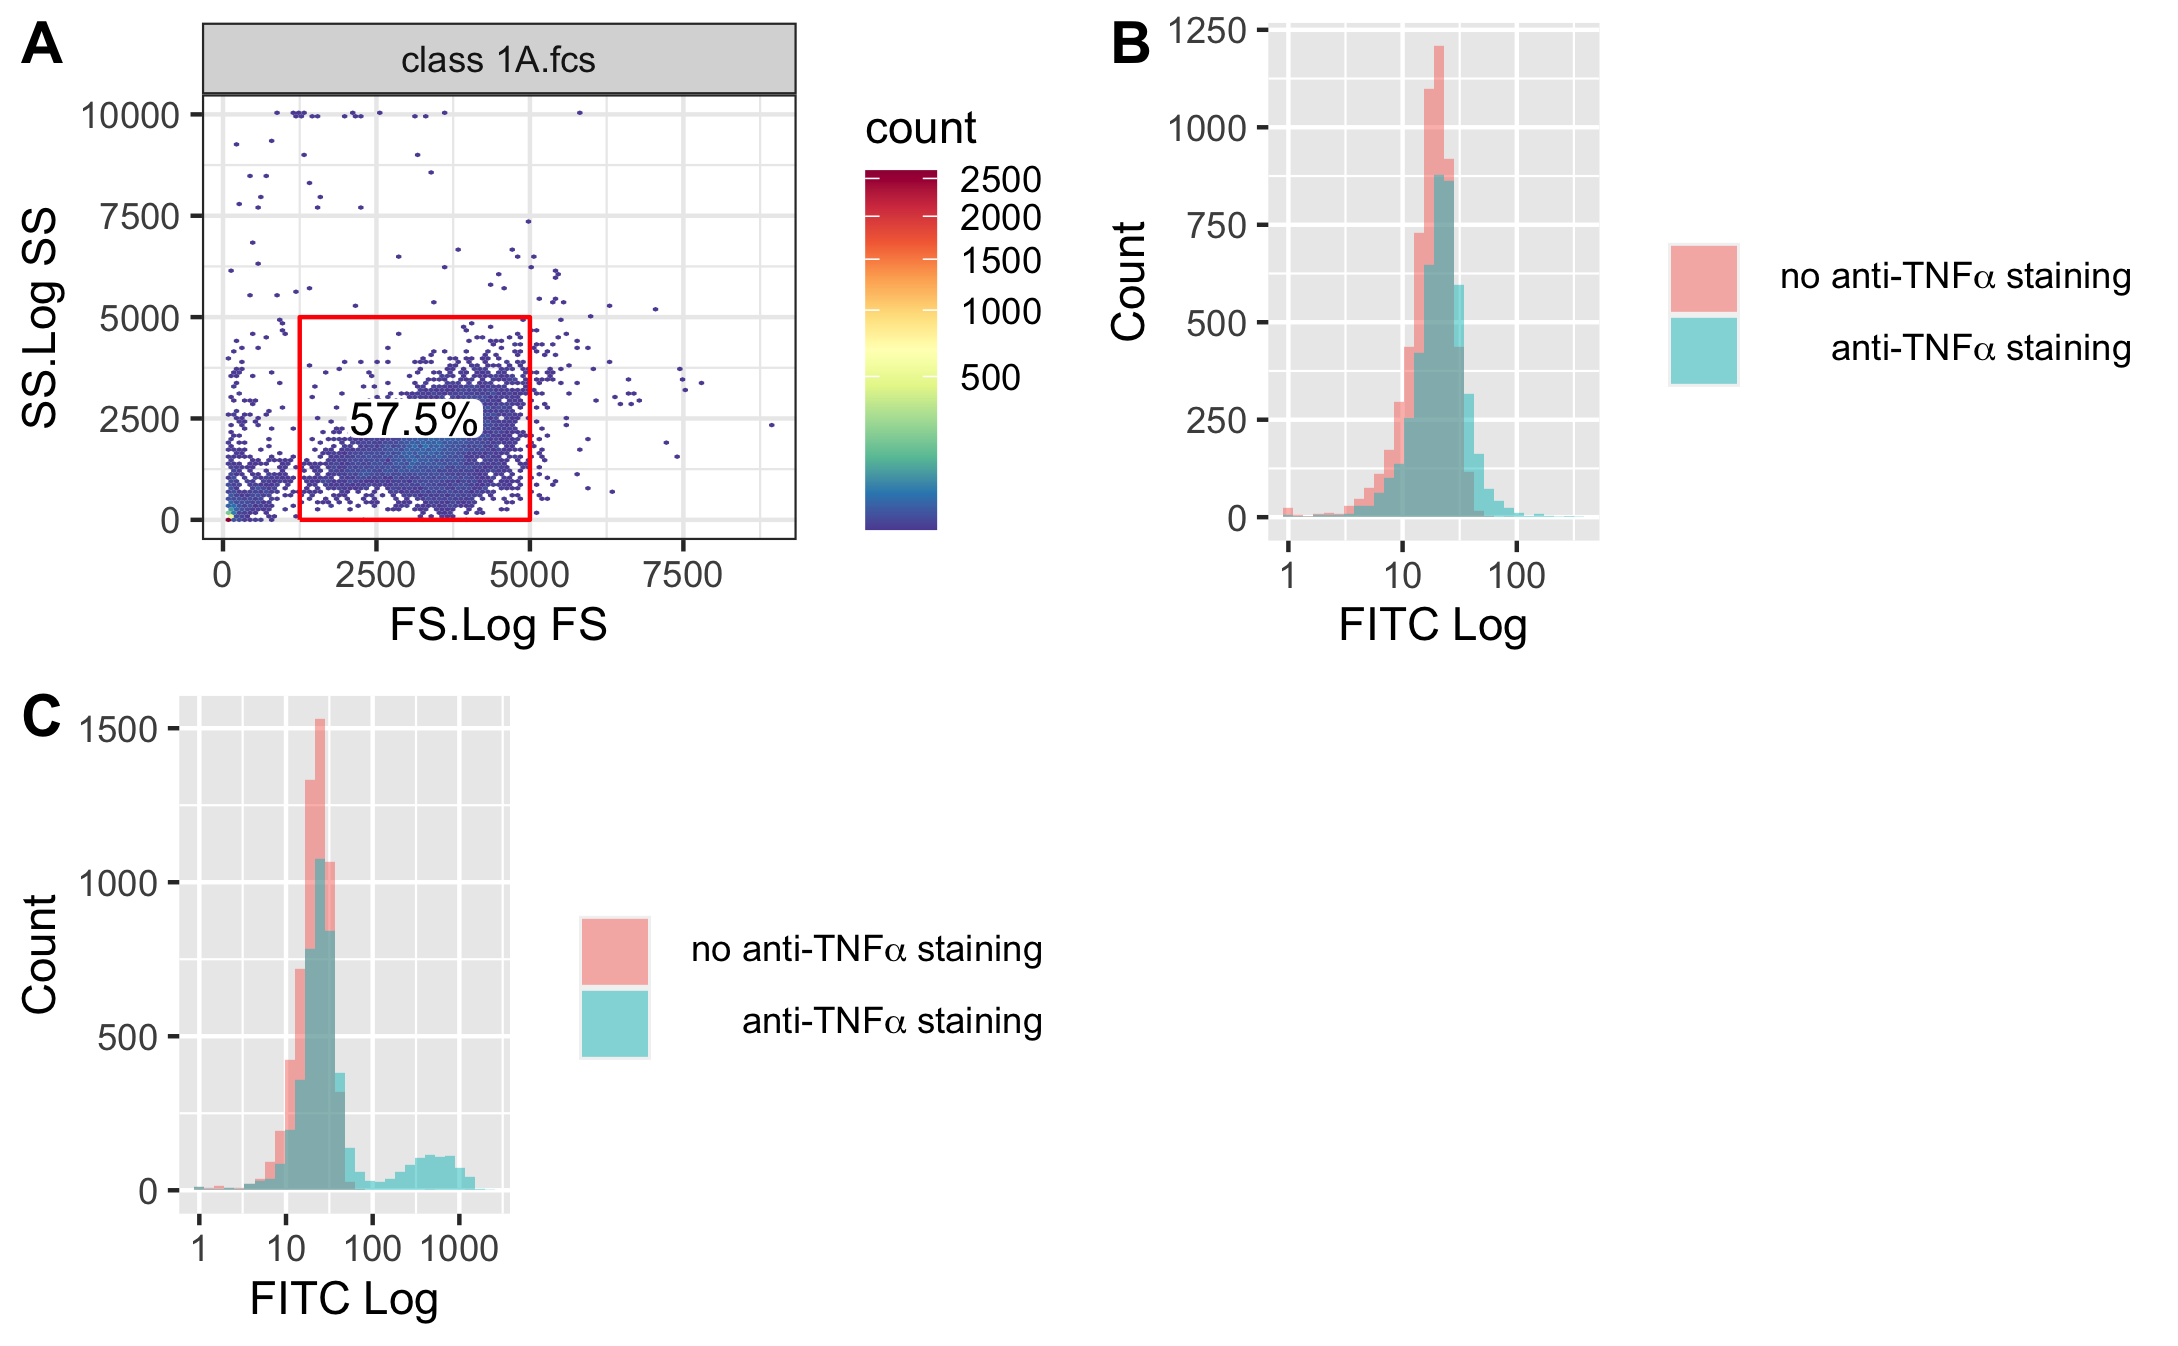 A
class 1A.fcs
10000
7500
5000
2500
0
SS.Log SS
57.5%
0 2500 5000 7500
FS.Log FS
count
2500
2000
1500
1000
500
B
1250
1000
750
500
250
0
Count
1 10 100
FITC Log
no anti-TNFα staining
anti-TNFα staining
C
1500
1000
500
0
Count
1 10 100 1000
FITC Log
no anti-TNFα staining
anti-TNFα staining